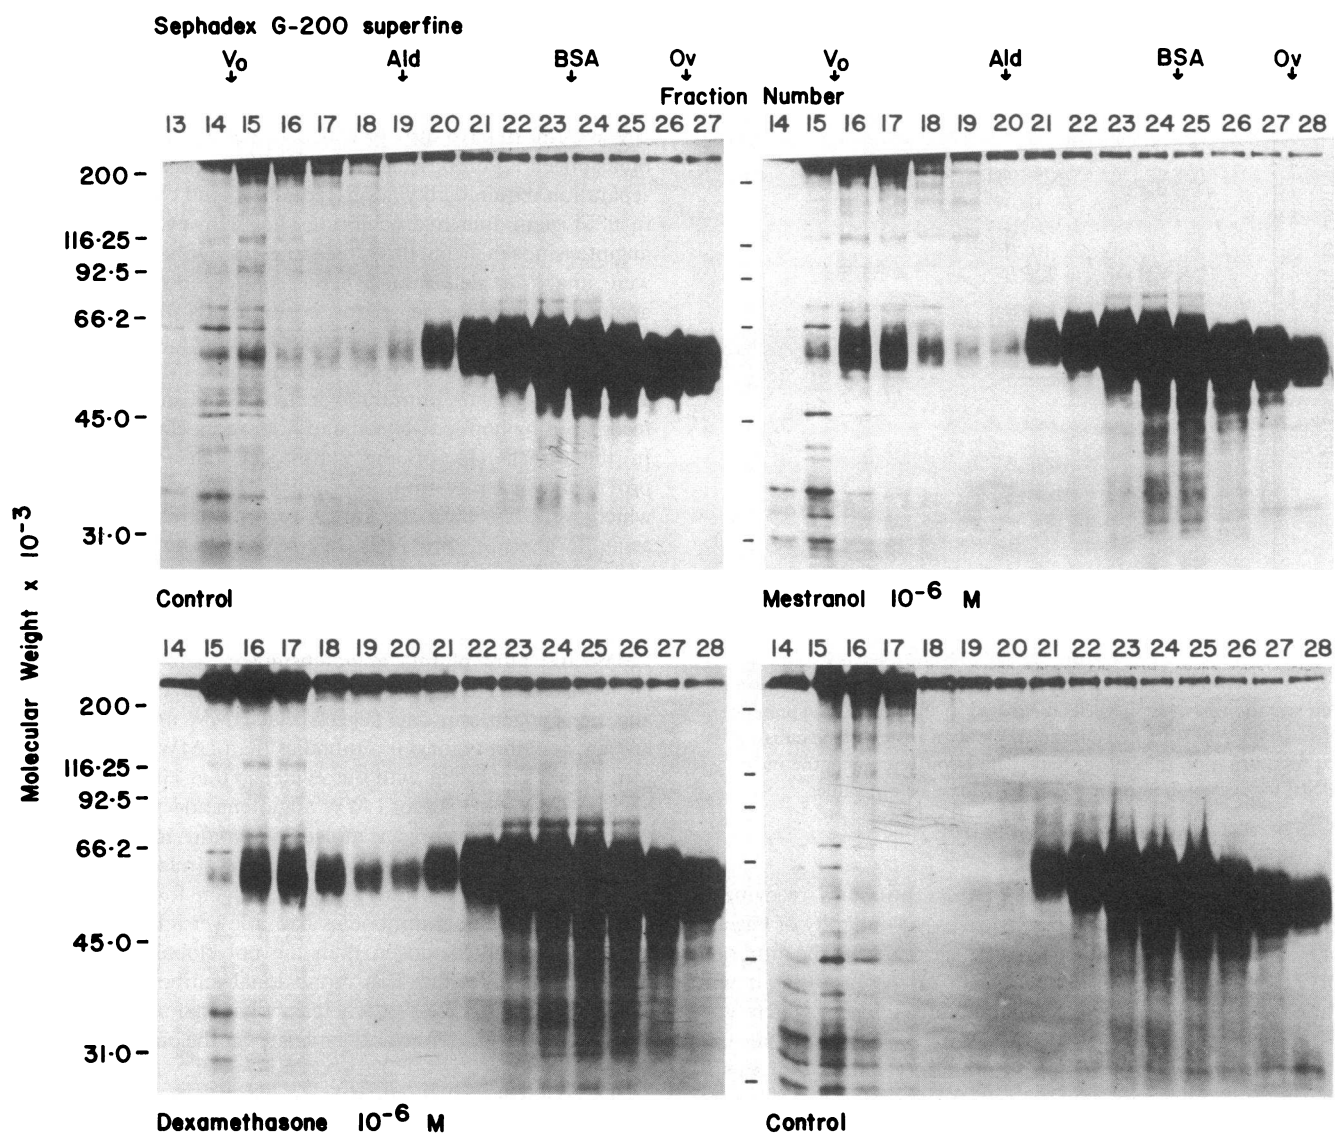 Sephadex G-200 superfine
Vo Ald BSA Ov Vo Ald BSA Ov
Fraction Number
13 14 15 16 17 18 19 20 21 22 23 24 25 26 27 14 15 16 17 18 19 20 21 22 23 24 25 26 27 28
200
116·25
92·5
66·2
45·0
31·0
Molecular Weight x 10⁻³
Control Mestranol 10⁻⁶ M
14 15 16 17 18 19 20 21 22 23 24 25 26 27 28 14 15 16 17 18 19 20 21 22 23 24 25 26 27 28
200
116·25
92·5
66·2
45·0
31·0
Dexamethasone 10⁻⁶ M Control